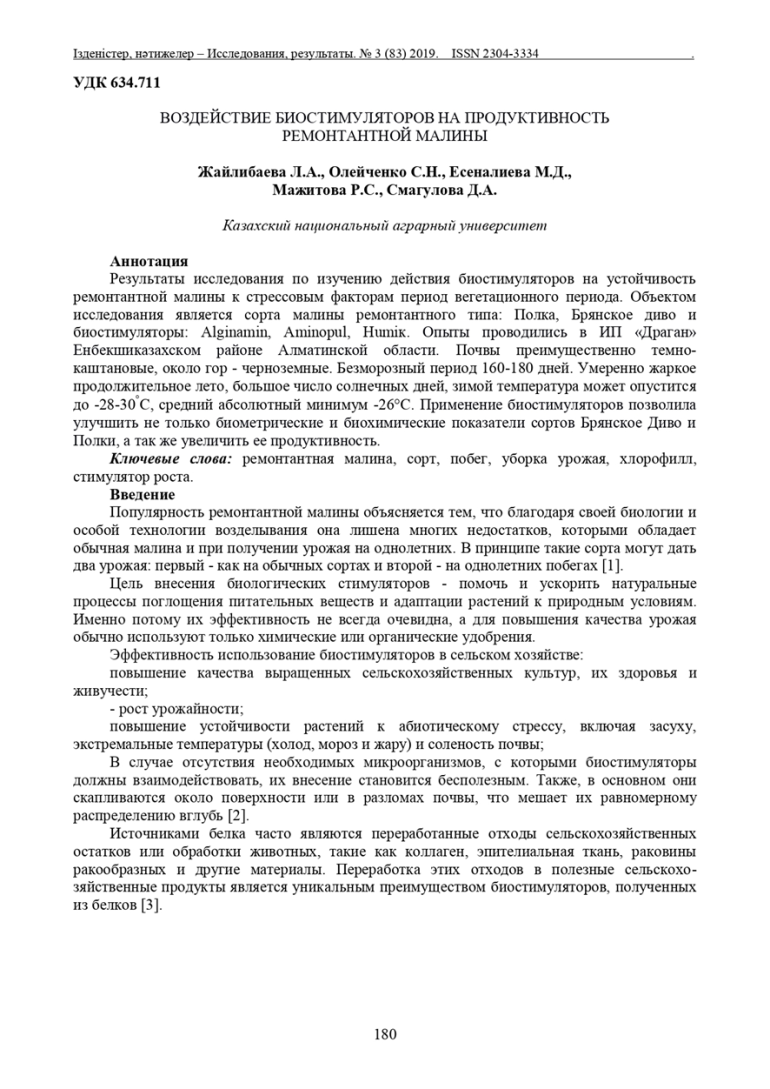 Ізденістер, нәтижелер – Исследования, результаты. № 3 (83) 2019. ISSN 2304-3334 .
УДК 634.711
ВОЗДЕЙСТВИЕ БИОСТИМУЛЯТОРОВ НА ПРОДУКТИВНОСТЬ
РЕМОНТАНТНОЙ МАЛИНЫ
Жайлибаева Л.А., Олейченко С.Н., Есеналиева М.Д.,
Мажитова Р.С., Смагулова Д.А.
Казахский национальный аграрный университет
Аннотация
Результаты исследования по изучению действия биостимуляторов на устойчивость
ремонтантной малины к стрессовым факторам период вегетационного периода. Объектом
исследования является сорта малины ремонтантного типа: Полка, Брянское диво и
биостимуляторы: Alginamin, Aminopul, Humiк. Опыты проводились в ИП «Драган»
Енбекшиказахском районе Алматинской области. Почвы преимущественно темно-
каштановые, около гор - черноземные. Безморозный период 160-180 дней. Умеренно жаркое
продолжительное лето, большое число солнечных дней, зимой температура может опустится
до -28-30°С, средний абсолютный минимум -26°С. Применение биостимуляторов позволила
улучшить не только биометрические и биохимические показатели сортов Брянское Диво и
Полки, а так же увеличить ее продуктивность.
Ключевые слова: ремонтантная малина, сорт, побег, уборка урожая, хлорофилл,
стимулятор роста.
Введение
Популярность ремонтантной малины объясняется тем, что благодаря своей биологии и
особой технологии возделывания она лишена многих недостатков, которыми обладает
обычная малина и при получении урожая на однолетних. В принципе такие сорта могут дать
два урожая: первый - как на обычных сортах и второй - на однолетних побегах [1].
Цель внесения биологических стимуляторов - помочь и ускорить натуральные
процессы поглощения питательных веществ и адаптации растений к природным условиям.
Именно потому их эффективность не всегда очевидна, а для повышения качества урожая
обычно используют только химические или органические удобрения.
Эффективность использование биостимуляторов в сельском хозяйстве:
повышение качества выращенных сельскохозяйственных культур, их здоровья и
живучести;
- рост урожайности;
повышение устойчивости растений к абиотическому стрессу, включая засуху,
экстремальные температуры (холод, мороз и жару) и соленость почвы;
В случае отсутствия необходимых микроорганизмов, с которыми биостимуляторы
должны взаимодействовать, их внесение становится бесполезным. Также, в основном они
скапливаются около поверхности или в разломах почвы, что мешает их равномерному
распределению вглубь [2].
Источниками белка часто являются переработанные отходы сельскохозяйственных
остатков или обработки животных, такие как коллаген, эпителиальная ткань, раковины
ракообразных и другие материалы. Переработка этих отходов в полезные сельскохо-
зяйственные продукты является уникальным преимуществом биостимуляторов, полученных
из белков [3].
180